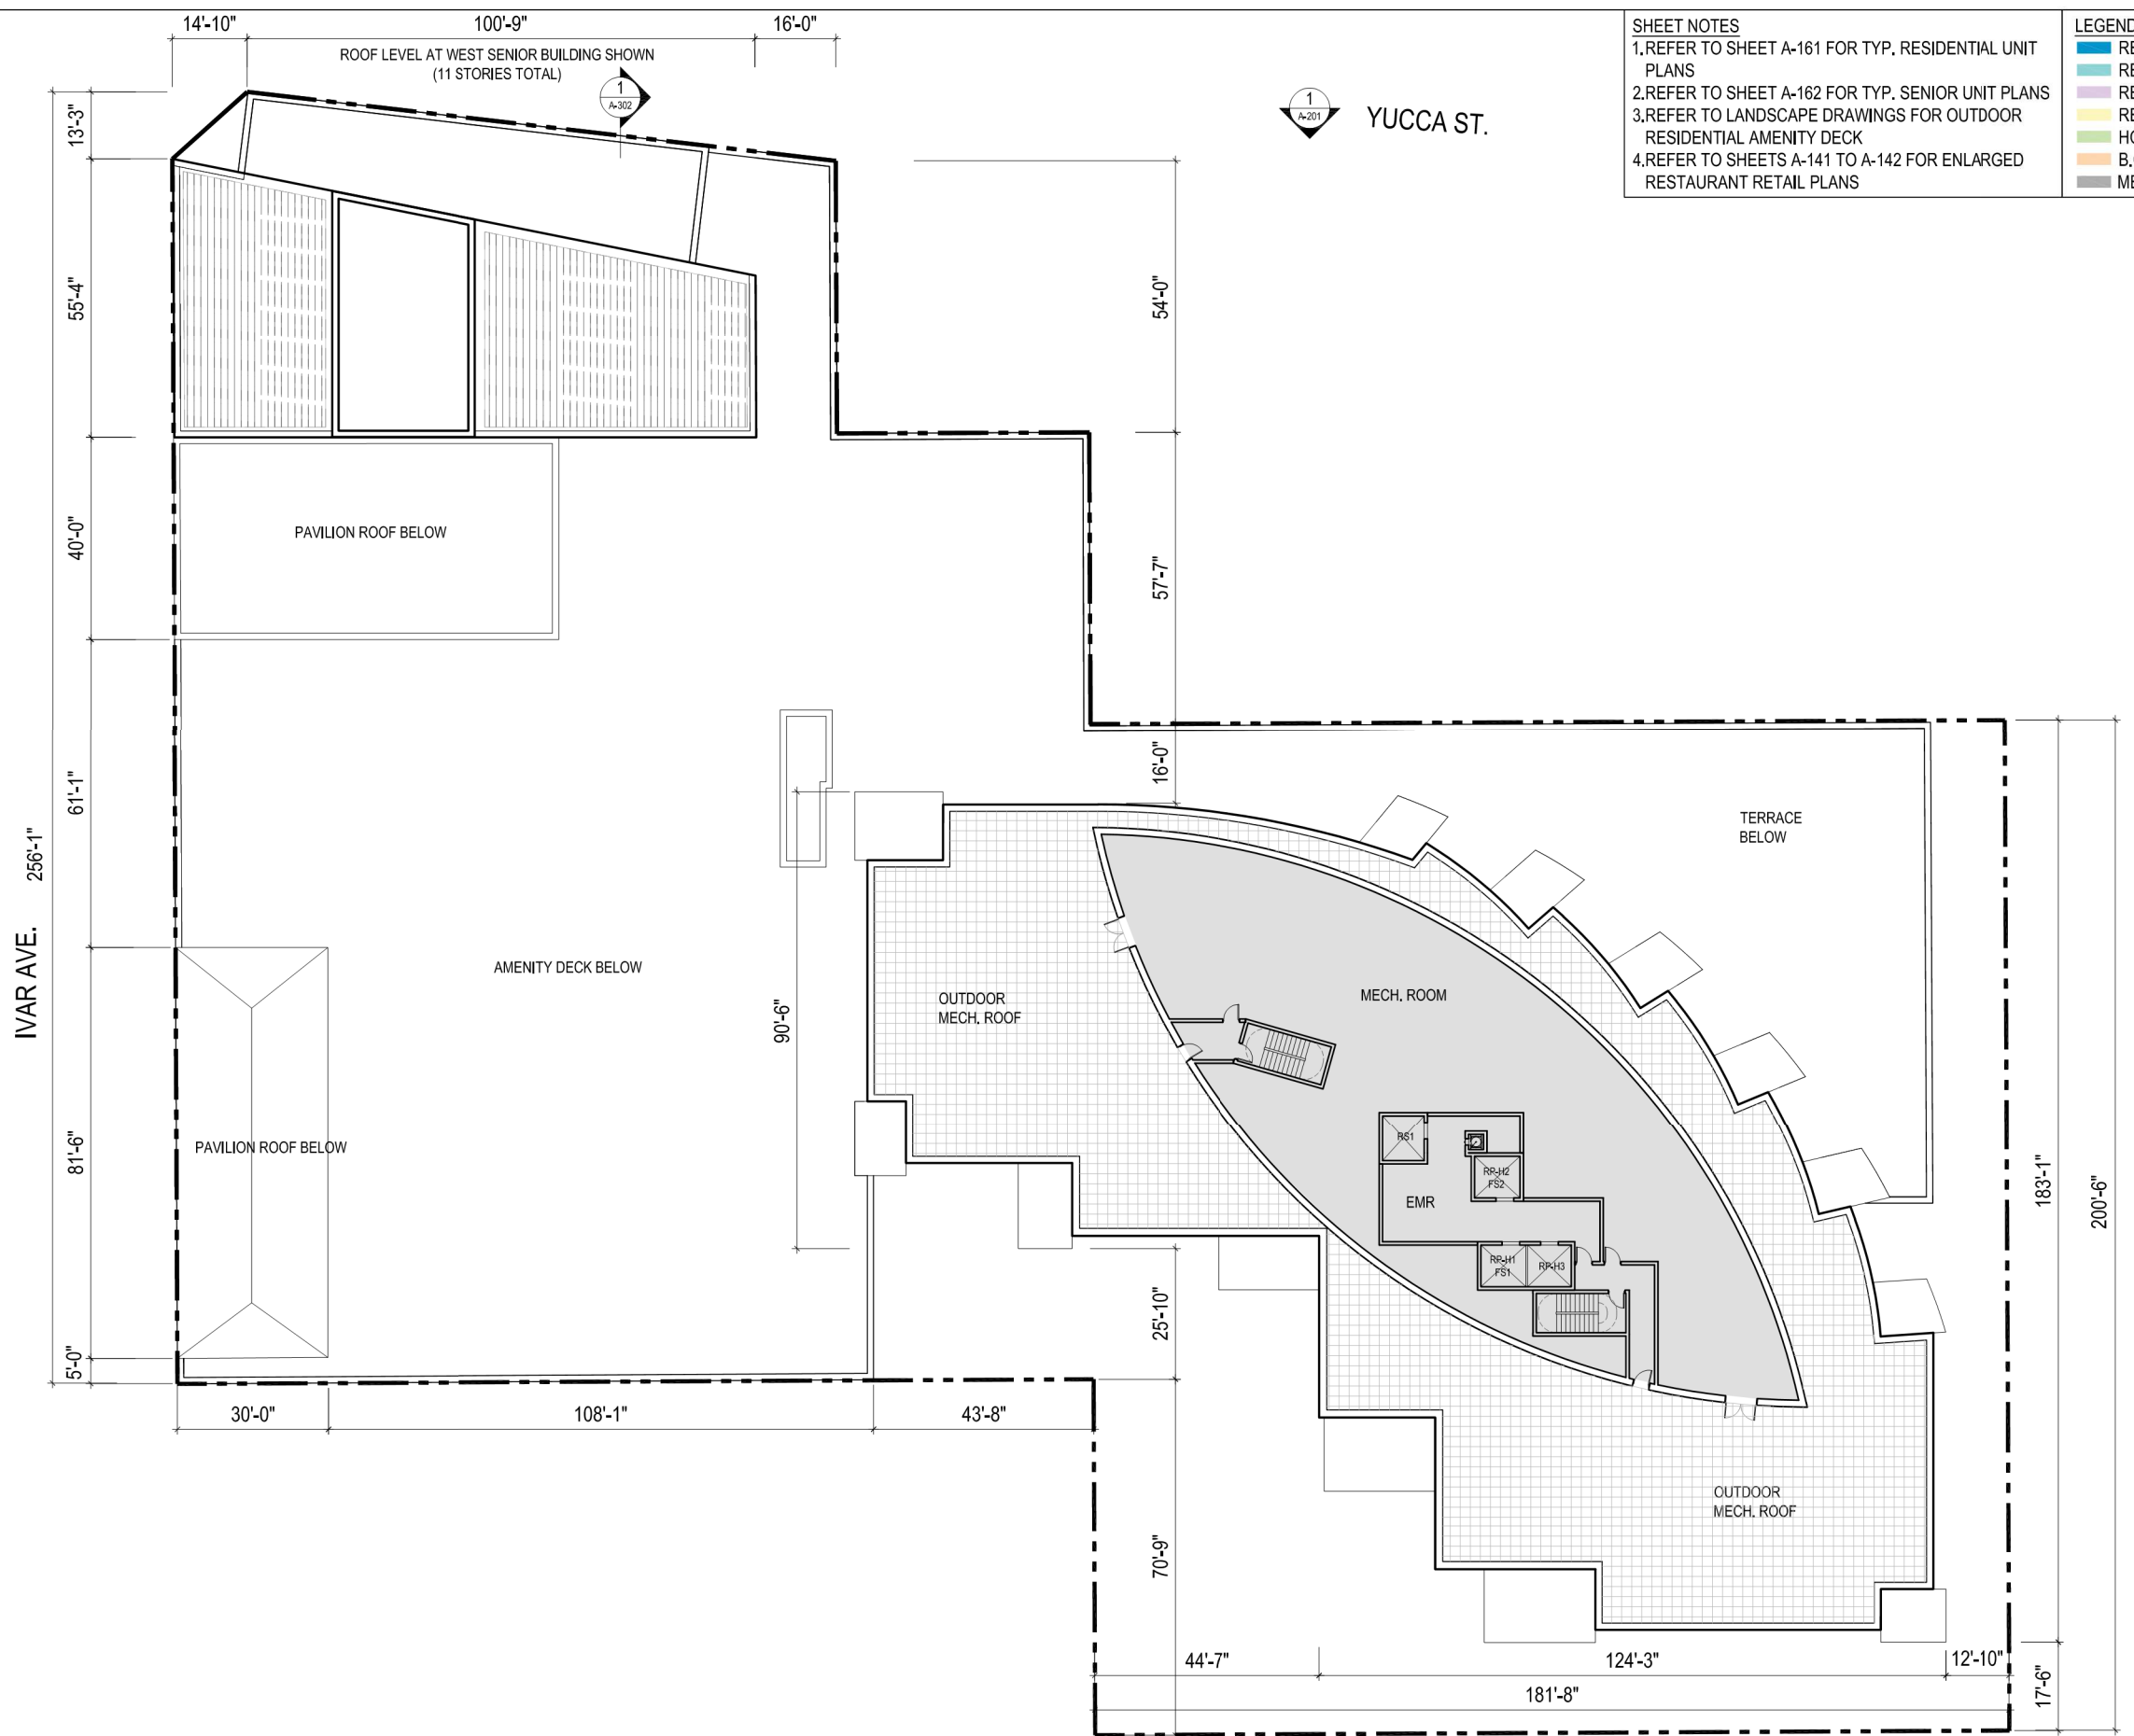 14'-10"
100'-9"
16'-0"
ROOF LEVEL AT WEST SENIOR BUILDING SHOWN
(11 STORIES TOTAL)
1
A-302
1
A-201
YUCCA ST.
SHEET NOTES
1.REFER TO SHEET A-161 FOR TYP. RESIDENTIAL UNIT
PLANS
2.REFER TO SHEET A-162 FOR TYP. SENIOR UNIT PLANS
3.REFER TO LANDSCAPE DRAWINGS FOR OUTDOOR
RESIDENTIAL AMENITY DECK
4.REFER TO SHEETS A-141 TO A-142 FOR ENLARGED
RESTAURANT RETAIL PLANS
LEGEND
RE
RE
HO
B.
ME
13'-3"
55'-4"
40'-0"
61'-1"
256'-1"
81'-6"
5'-0"
IVAR AVE.
54'-0"
57'-7"
16'-0"
PAVILION ROOF BELOW
TERRACE
BELOW
AMENITY DECK BELOW
90'-6"
OUTDOOR
MECH. ROOF
MECH. ROOM
PAVILION ROOF BELOW
RS1
RP-H2
FS2
EMR
RP-H1
FS1
RP-H3
183'-1"
200'-6"
25'-10"
30'-0"
108'-1"
43'-8"
OUTDOOR
MECH. ROOF
70'-9"
44'-7"
124'-3"
12'-10"
181'-8"
17'-6"